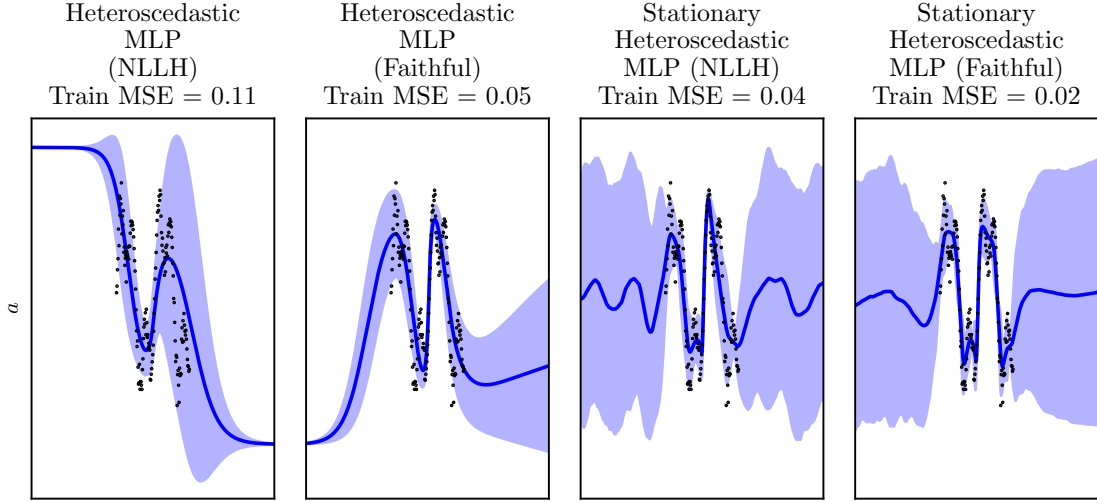 Heteroscedastic
MLP
(NLLH)
Train MSE = 0.11
Heteroscedastic
MLP
(Faithful)
Train MSE = 0.05
Stationary
Heteroscedastic
MLP (NLLH)
Train MSE = 0.04
Stationary
Heteroscedastic
MLP (Faithful)
Train MSE = 0.02
a